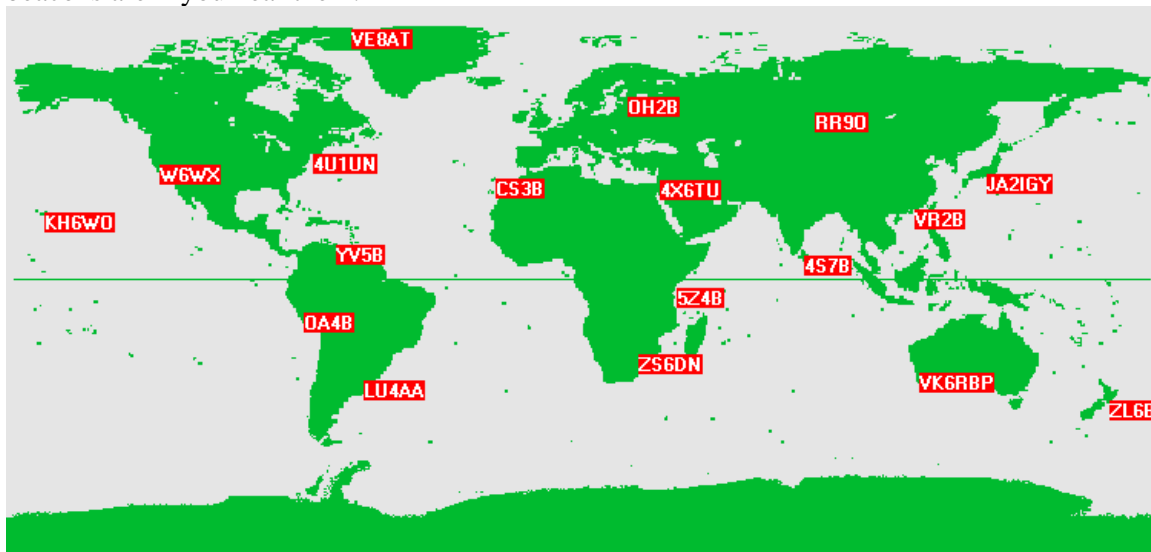 VE8AT
OH2B
RR9O
4U1UN
W6WX
CS3B
4X6TU
JA2IGY
KH6WO
VR2B
YV5B
4S7B
5Z4B
OA4B
ZS6DN
LU4AA
VK6RBP
ZL6B